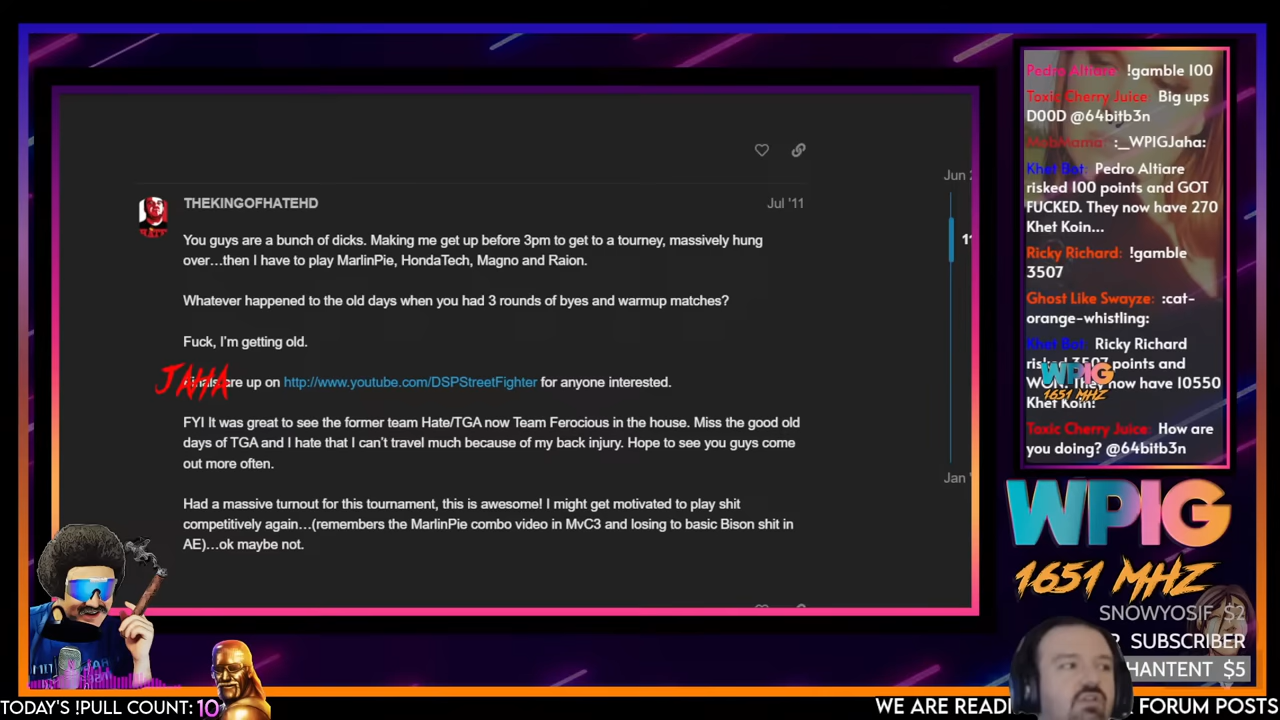 Jun 2
THEKINGOFHATEHD
Jul '11
You guys are a bunch of dicks. Making me get up before 3pm to get to a tourney, massively hung
over…then I have to play MarlinPie, HondaTech, Magno and Raion.
Whatever happened to the old days when you had 3 rounds of byes and warmup matches?
Fuck, I'm getting old.
JAHA
are up on http://www.youtube.com/DSPStreetFighter for anyone interested.
FYI It was great to see the former team Hate/TGA now Team Ferocious in the house. Miss the good old
days of TGA and I hate that I can't travel much because of my back injury. Hope to see you guys come
out more often.
Had a massive turnout for this tournament, this is awesome! I might get motivated to play shit
competitively again…(remembers the MarlinPie combo video in MvC3 and losing to basic Bison shit in
AE)…ok maybe not.
HATE
Jan '
Pedro Altiare !gamble 100
Toxic Cherry Juice: Big ups
D00D @64bitb3n
:_WPIGJaha:
Khet Bot: Pedro Altiare
risked 100 points and GOT
FUCKED. They now have 270
Khet Koin...
Ricky Richard: !gamble
3507
Ghost Like Swayze: :cat-
orange-whistling:
Khet Bot: Ricky Richard
risked 3507 points and
WON. They now have 10550
Khet Koin!
WPIG
1651 MHZ
Toxic Cherry Juice: How are
you doing? @64bitb3n
WPIG
1651 MHZ
SNOWYOSIF $2
SUBSCRIBER
HANTENT $5
TODAY'S !PULL COUNT: 10
WE ARE READI
FORUM POSTS